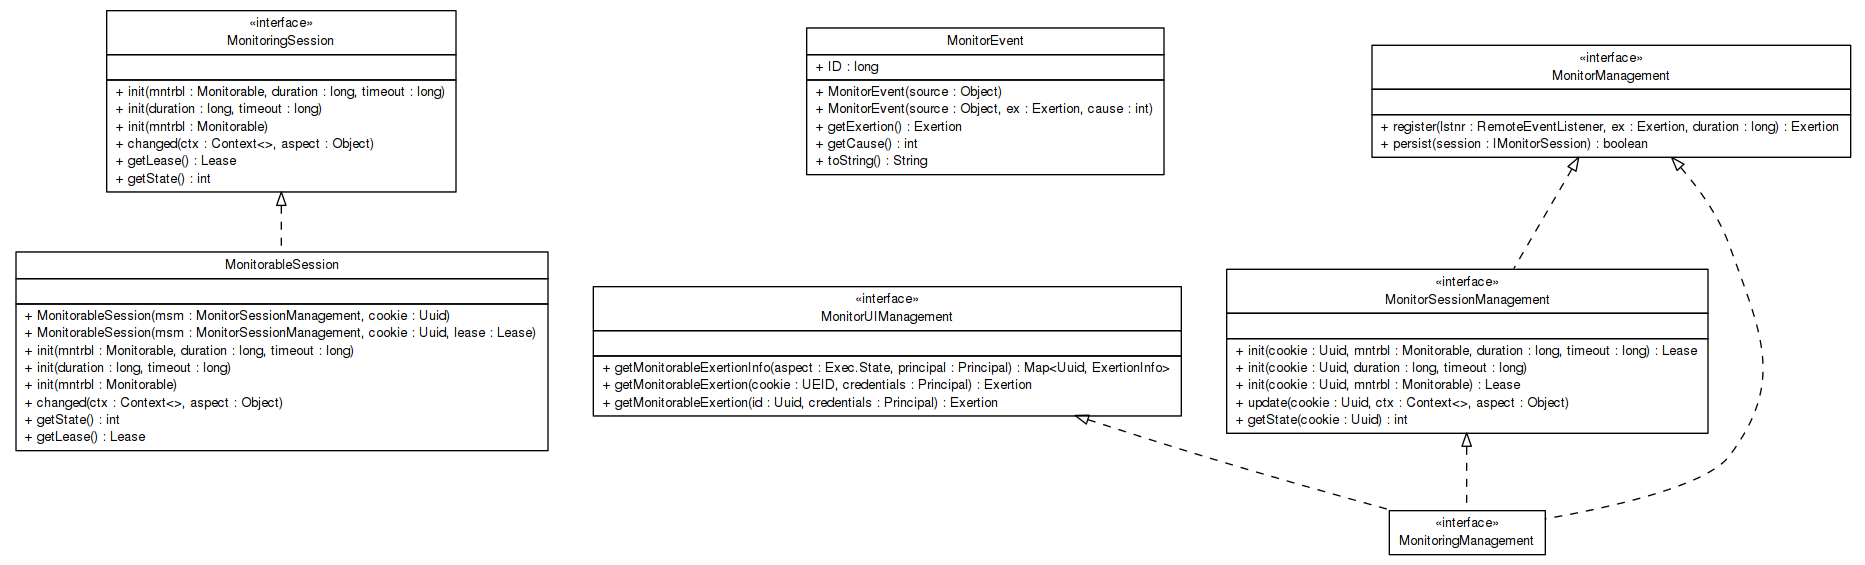 «interface»
MonitoringSession
+ init(mntrbl : Monitorable, duration : long, timeout : long)
+ init(duration : long, timeout : long)
+ init(mntrbl : Monitorable)
+ changed(ctx : Context<>, aspect : Object)
+ getLease() : Lease
+ getState() : int
MonitorableSession
+ MonitorableSession(msm : MonitorSessionManagement, cookie : Uuid)
+ MonitorableSession(msm : MonitorSessionManagement, cookie : Uuid, lease : Lease)
+ init(mntrbl : Monitorable, duration : long, timeout : long)
+ init(duration : long, timeout : long)
+ init(mntrbl : Monitorable)
+ changed(ctx : Context<>, aspect : Object)
+ getState() : int
+ getLease() : Lease
MonitorEvent
+ ID : long
+ MonitorEvent(source : Object)
+ MonitorEvent(source : Object, ex : Exertion, cause : int)
+ getExertion() : Exertion
+ getCause() : int
+ toString() : String
«interface»
MonitorUIManagement
+ getMonitorableExertionInfo(aspect : Exec.State, principal : Principal) : Map<Uuid, ExertionInfo>
+ getMonitorableExertion(cookie : UEID, credentials : Principal) : Exertion
+ getMonitorableExertion(id : Uuid, credentials : Principal) : Exertion
«interface»
MonitorManagement
+ register(lstnr : RemoteEventListener, ex : Exertion, duration : long) : Exertion
+ persist(session : IMonitorSession) : boolean
«interface»
MonitorSessionManagement
+ init(cookie : Uuid, mntrbl : Monitorable, duration : long, timeout : long) : Lease
+ init(cookie : Uuid, duration : long, timeout : long)
+ init(cookie : Uuid, mntrbl : Monitorable) : Lease
+ update(cookie : Uuid, ctx : Context<>, aspect : Object)
+ getState(cookie : Uuid) : int
«interface»
MonitoringManagement